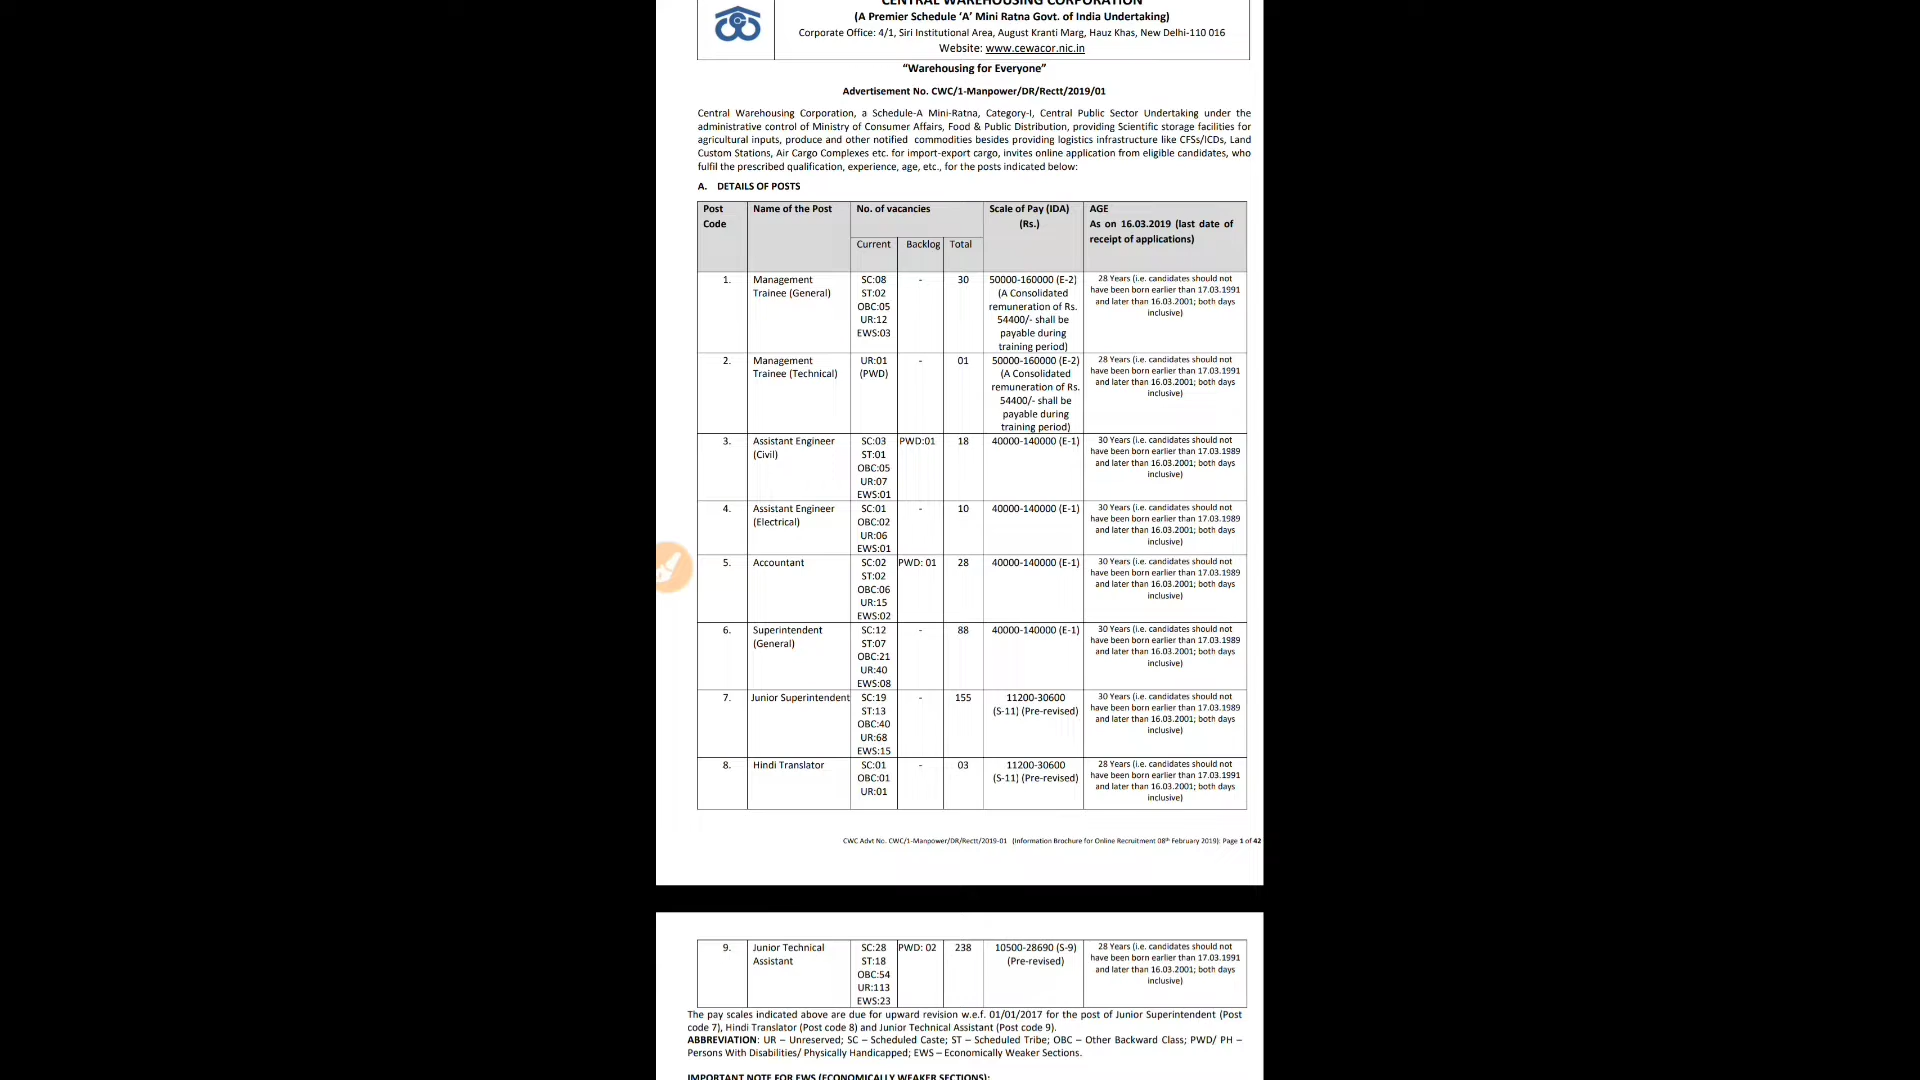 CENTRAL WAREHOUSING CORPORATION
(A Premier Schedule ‘A’ Mini Ratna Govt. of India Undertaking)
Corporate Office: 4/1, Siri Institutional Area, August Kranti Marg, Hauz Khas, New Delhi-110 016
Website: www.cewacor.nic.in
“Warehousing for Everyone”
Advertisement No. CWC/1-Manpower/DR/Rectt/2019/01
Central Warehousing Corporation, a Schedule-A Mini-Ratna, Category-I, Central Public Sector Undertaking under the
administrative control of Ministry of Consumer Affairs, Food & Public Distribution, providing Scientific storage facilities for
agricultural inputs, produce and other notified commodities besides providing logistics infrastructure like CFSs/ICDs, Land
Custom Stations, Air Cargo Complexes etc. for import-export cargo, invites online application from eligible candidates, who
fulfil the prescribed qualification, experience, age, etc., for the posts indicated below:
A. DETAILS OF POSTS
Post Code
Name of the Post
No. of vacancies
Current
Backlog
Total
Scale of Pay (IDA)
(Rs.)
AGE
As on 16.03.2019 (last date of
receipt of applications)
1.
Management
Trainee (General)
SC:08
ST:02
OBC:05
UR:12
EWS:03
-
30
50000-160000 (E-2)
(A Consolidated
remuneration of Rs.
54400/- shall be
payable during
training period)
28 Years (i.e. candidates should not
have been born earlier than 17.03.1991
and later than 16.03.2001; both days
inclusive)
2.
Management
Trainee (Technical)
UR:01
(PWD)
-
01
50000-160000 (E-2)
(A Consolidated
remuneration of Rs.
54400/- shall be
payable during
training period)
28 Years (i.e. candidates should not
have been born earlier than 17.03.1991
and later than 16.03.2001; both days
inclusive)
3.
Assistant Engineer
(Civil)
SC:03
ST:01
OBC:05
UR:07
EWS:01
PWD:01
18
40000-140000 (E-1)
30 Years (i.e. candidates should not
have been born earlier than 17.03.1989
and later than 16.03.2001; both days
inclusive)
4.
Assistant Engineer
(Electrical)
SC:01
OBC:02
UR:06
EWS:01
-
10
40000-140000 (E-1)
30 Years (i.e. candidates should not
have been born earlier than 17.03.1989
and later than 16.03.2001; both days
inclusive)
5.
Accountant
SC:02
ST:02
OBC:06
UR:15
EWS:02
PWD: 01
28
40000-140000 (E-1)
30 Years (i.e. candidates should not
have been born earlier than 17.03.1989
and later than 16.03.2001; both days
inclusive)
6.
Superintendent
(General)
SC:12
ST:07
OBC:21
UR:40
EWS:08
-
88
40000-140000 (E-1)
30 Years (i.e. candidates should not
have been born earlier than 17.03.1989
and later than 16.03.2001; both days
inclusive)
7.
Junior Superintendent
SC:19
ST:13
OBC:40
UR:68
EWS:15
-
155
11200-30600
(S-11] (Pre-revised)
30 Years (i.e. candidates should not
have been born earlier than 17.03.1989
and later than 16.03.2001; both days
inclusive)
8.
Hindi Translator
SC:01
OBC:01
UR:01
-
03
11200-30600
(S-11] (Pre-revised)
28 Years (i.e. candidates should not
have been born earlier than 17.03.1991
and later than 16.03.2001; both days
inclusive)
CWC Advt No. CWC/1-Manpower/DR/Rectt/2019-01 (Information Brochure for Online Recruitment 08th February 2019): Page 1 of 42
9.
Junior Technical
Assistant
SC:28
ST:18
OBC:54
UR:113
EWS:23
PWD: 02
238
10500-28690 (S-9)
(Pre-revised)
28 Years (i.e. candidates should not
have been born earlier than 17.03.1991
and later than 16.03.2001; both days
inclusive)
The pay scales indicated above are due for upward revision w.e.f. 01/01/2017 for the post of Junior Superintendent (Post
code 7), Hindi Translator (Post code 8) and Junior Technical Assistant (Post code 9).
ABBREVIATION: UR – Unreserved; SC – Scheduled Caste; ST – Scheduled Tribe; OBC – Other Backward Class; PWD/ PH –
Persons With Disabilities/ Physically Handicapped; EWS – Economically Weaker Sections.
IMPORTANT NOTE FOR EWS (ECONOMICALLY WEAKER SECTIONS):